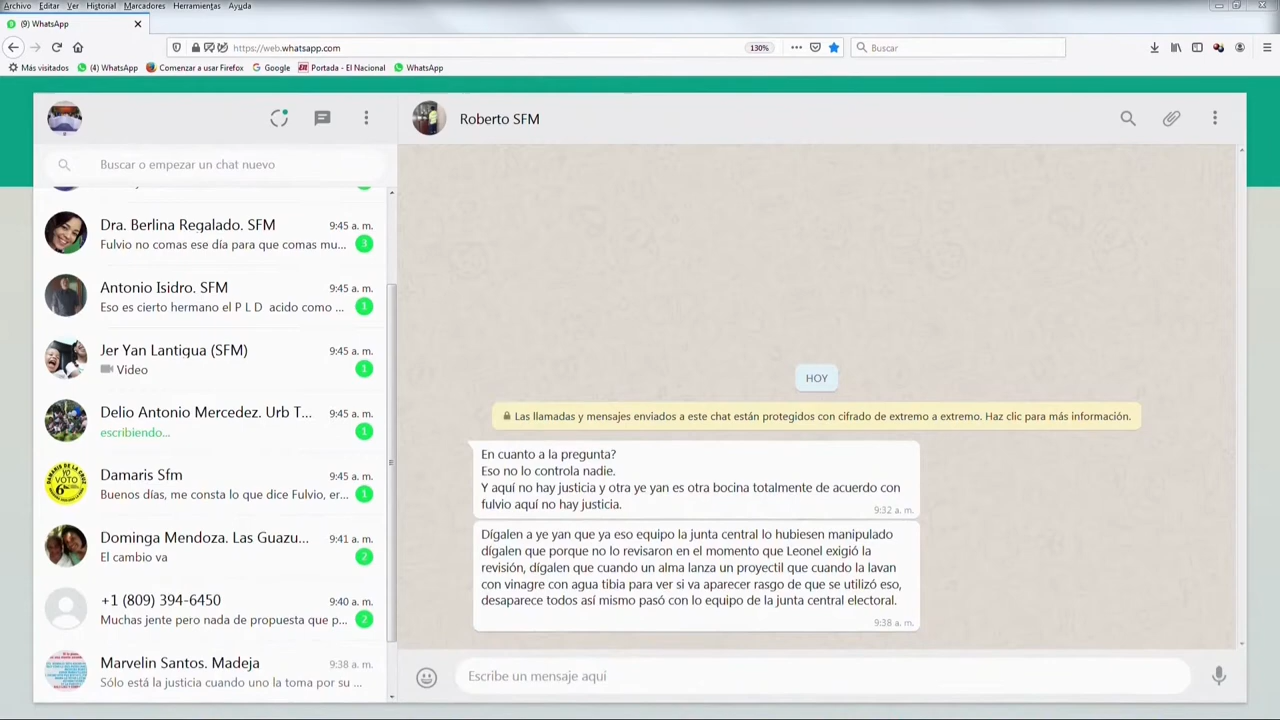 Archivo Editar Ver Historial Marcadores Herramientas Ayuda
(9) WhatsApp
https://web.whatsapp.com
130%
Buscar
Más visitados
(4) WhatsApp
Comenzar a usar Firefox
Google
Portada - El Nacional
WhatsApp
Roberto SFM
Buscar o empezar un chat nuevo
Dra. Berlina Regalado. SFM
9:45 a. m.
Fulvio no comas ese día para que comas mu...
3
Antonio Isidro. SFM
9:45 a. m.
Eso es cierto hermano el P L D acido como ...
1
Jer Yan Lantigua (SFM)
9:45 a. m.
Video
1
Delio Antonio Mercedez. Urb T...
9:45 a. m.
escribiendo...
1
Damaris Sfm
9:45 a. m.
Buenos días, me consta lo que dice Fulvio, er...
1
Dominga Mendoza. Las Guazu...
9:41 a. m.
El cambio va
2
+1 (809) 394-6450
9:40 a. m.
Muchas jente pero nada de propuesta que p...
2
Marvelin Santos. Madeja
9:38 a. m.
Sólo está la justicia cuando uno la toma por su ...
HOY
Las llamadas y mensajes enviados a este chat están protegidos con cifrado de extremo a extremo. Haz clic para más información.
En cuanto a la pregunta?
Eso no lo controla nadie.
Y aquí no hay justicia y otra ye yan es otra bocina totalmente de acuerdo con
fulvio aquí no hay justicia.
9:32 a. m.
Dígalen a ye yan que ya eso equipo la junta central lo hubiesen manipulado
dígalen que porque no lo revisaron en el momento que Leonel exigió la
revisión, dígalen que cuando un alma lanza un proyectil que cuando la lavan
con vinagre con agua tibia para ver si va aparecer rasgo de que se utilizó eso,
desaparece todos así mismo pasó con lo equipo de la junta central electoral.
9:38 a. m.
Escribe un mensaje aquí